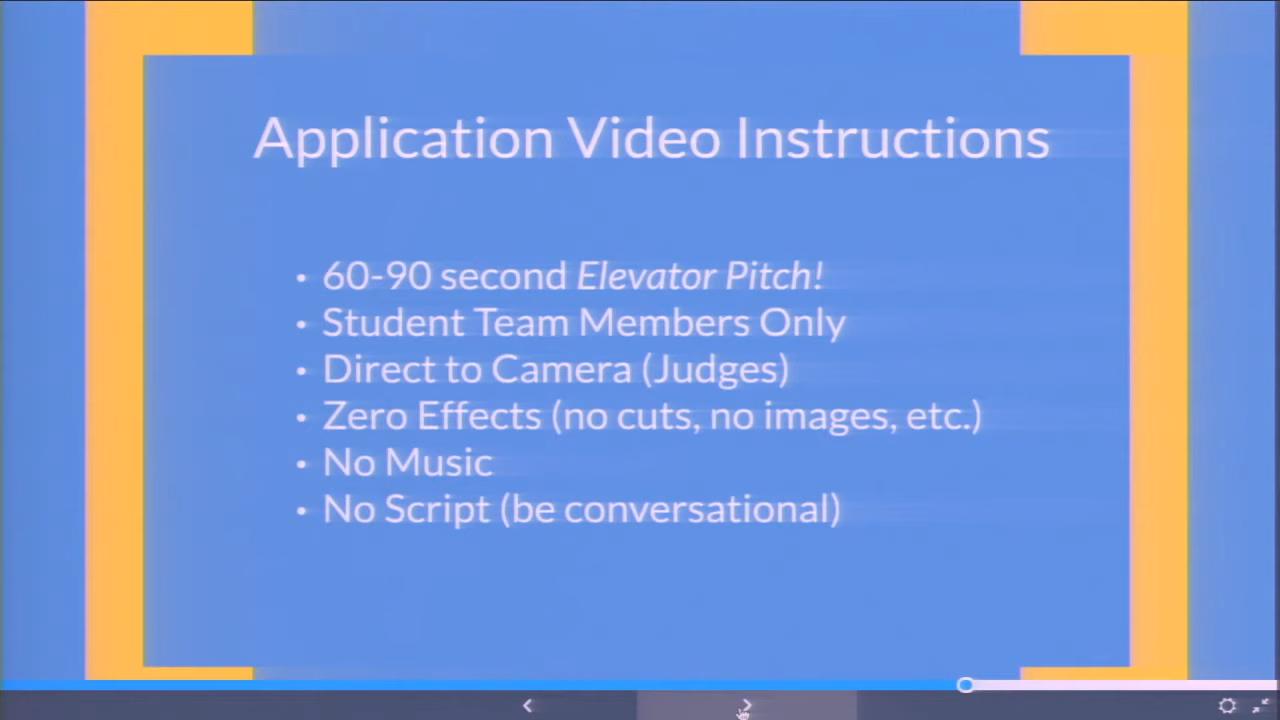 Application Video Instructions
• 60-90 second Elevator Pitch!
• Student Team Members Only
• Direct to Camera (Judges)
• Zero Effects (no cuts, no images, etc.)
• No Music
• No Script (be conversational)